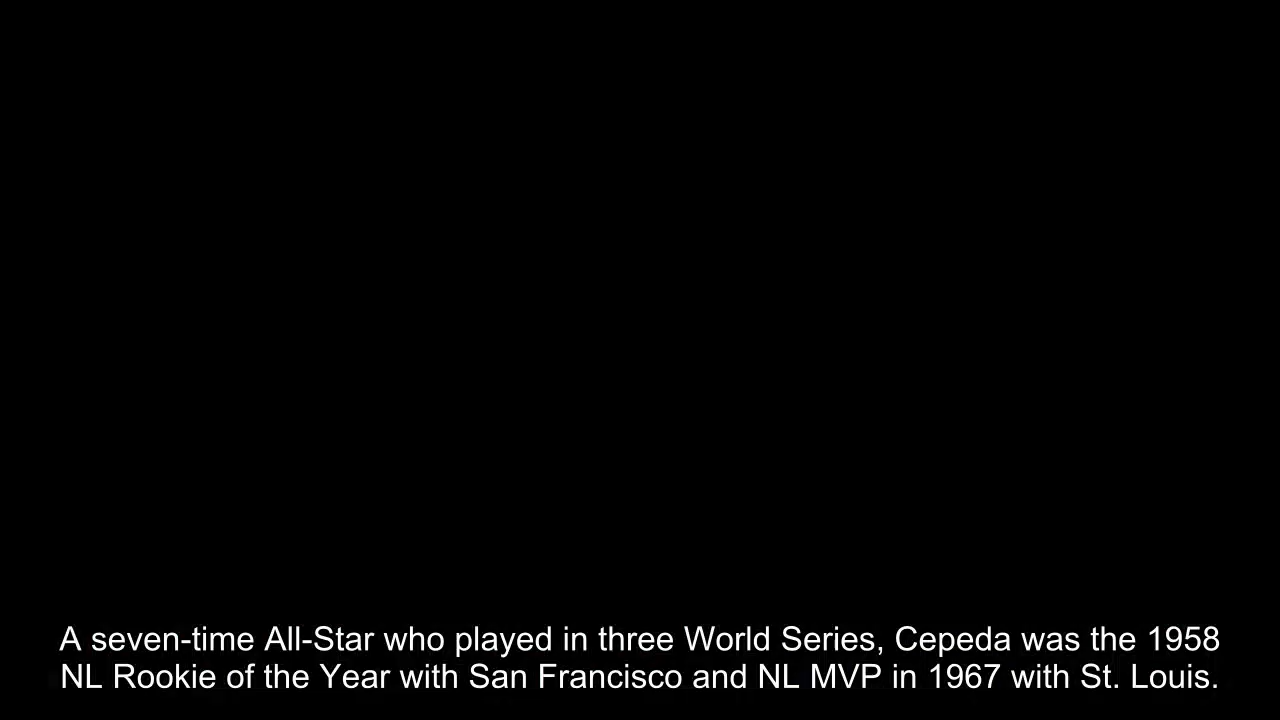 A seven-time All-Star who played in three World Series, Cepeda was the 1958
NL Rookie of the Year with San Francisco and NL MVP in 1967 with St. Louis.